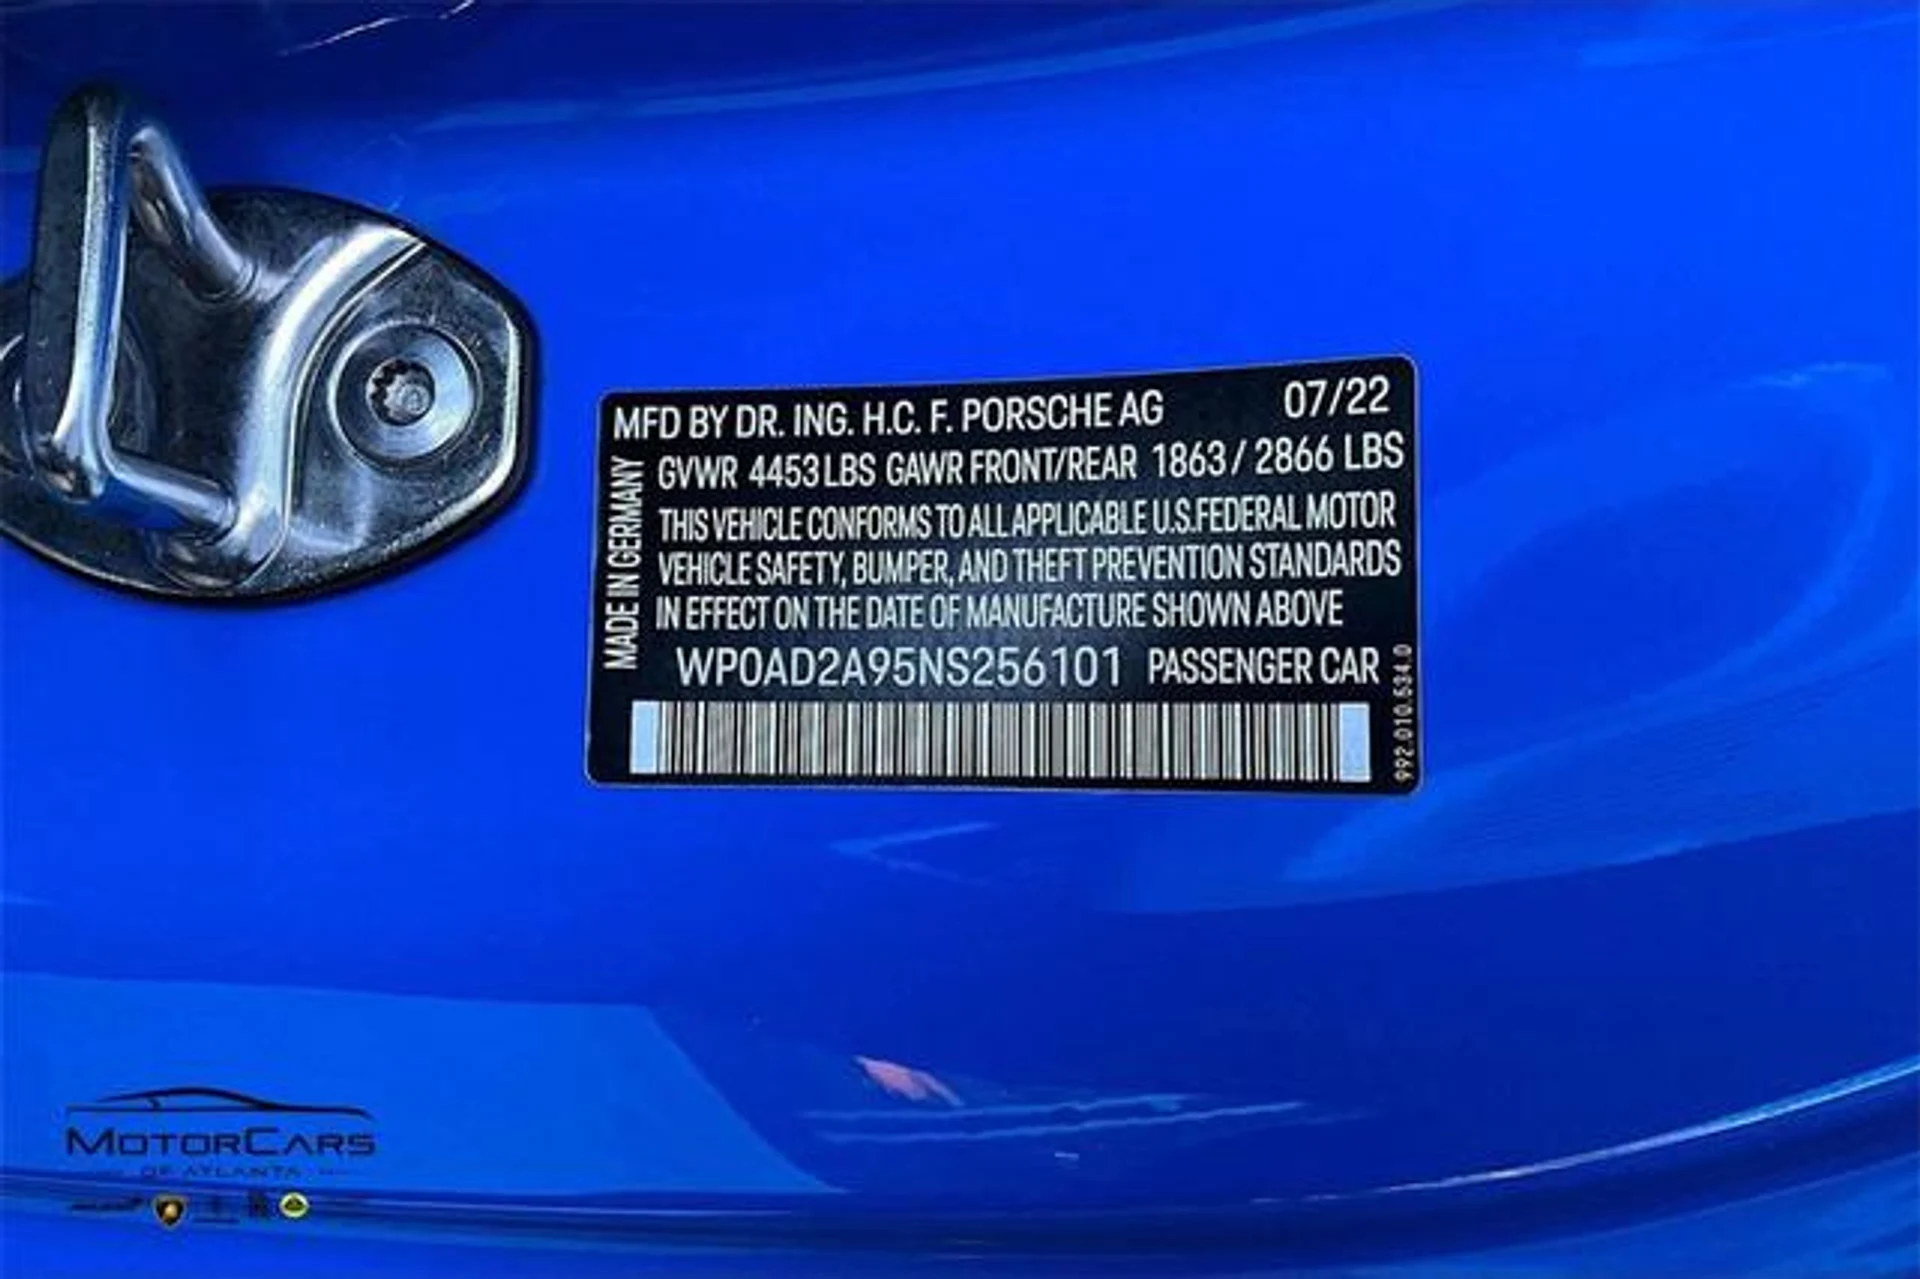 MFD BY DR. ING. H.C. F. PORSCHE AG 07/22
GVWR 4453 LBS GAWR FRONT/REAR 1863 / 2866 LBS
THIS VEHICLE CONFORMS TO ALL APPLICABLE U.S.FEDERAL MOTOR
VEHICLE SAFETY, BUMPER, AND THEFT PREVENTION STANDARDS
IN EFFECT ON THE DATE OF MANUFACTURE SHOWN ABOVE
MADE IN GERMANY
WP0AD2A95NS256101 PASSENGER CAR
992.010.534.0
MOTORCARS
OF ATLANTA